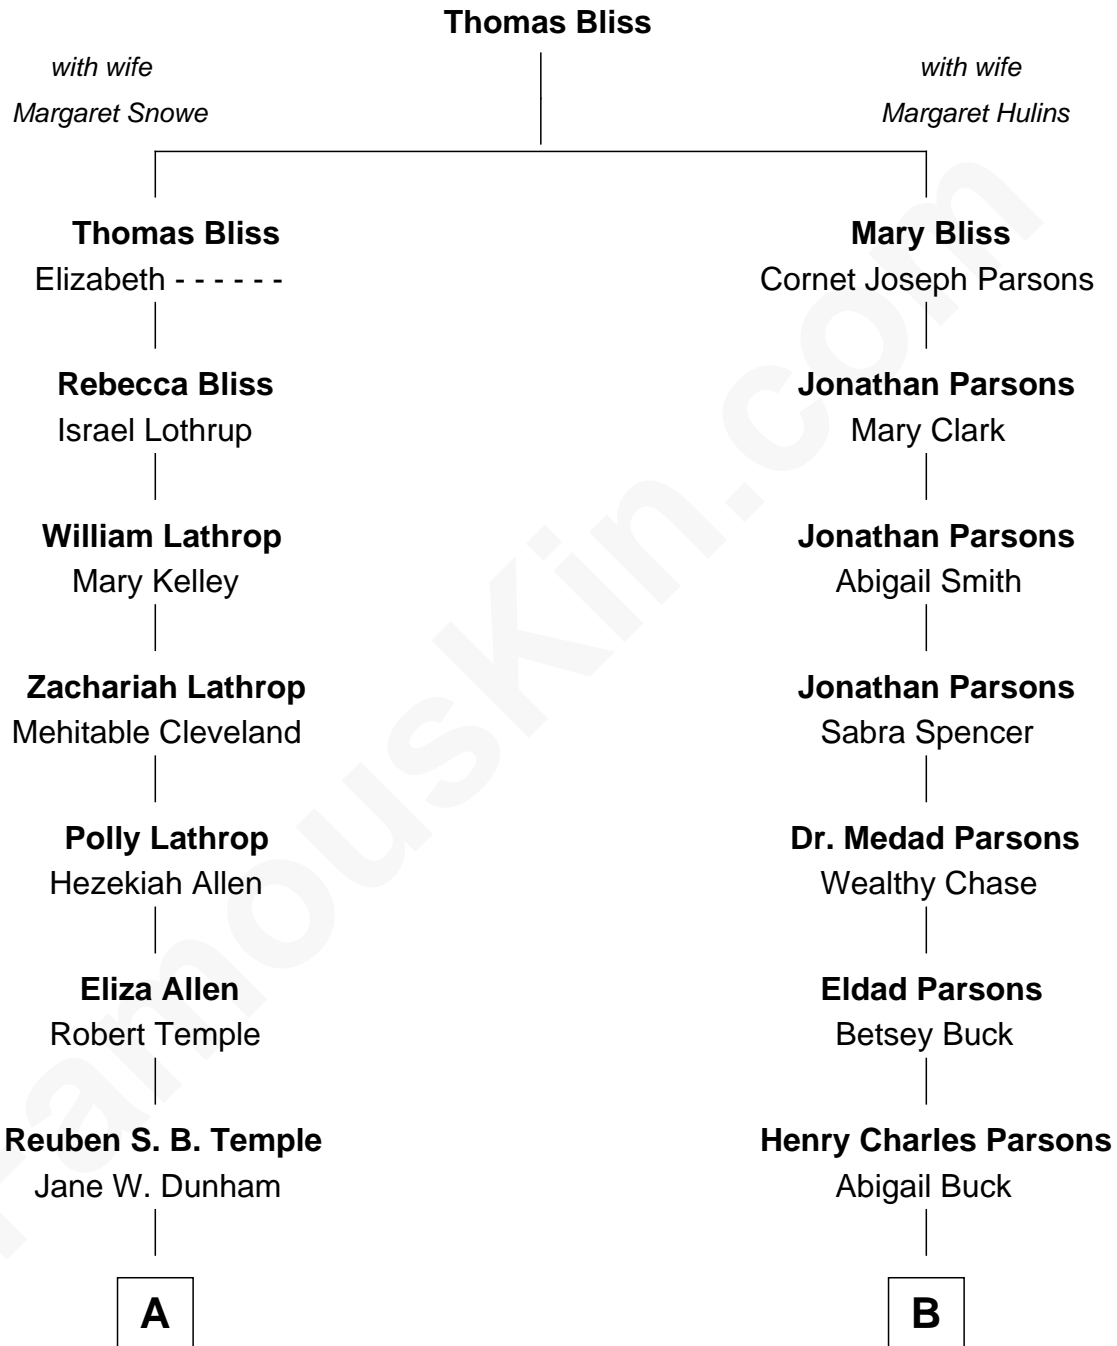 Thomas Bliss
with wife
Margaret Snowe
with wife
Margaret Hulins
Thomas Bliss
Elizabeth - - - - - -
Mary Bliss
Cornet Joseph Parsons
Rebecca Bliss
Israel Lothrup
Jonathan Parsons
Mary Clark
William Lathrop
Mary Kelley
Jonathan Parsons
Abigail Smith
Zachariah Lathrop
Mehitable Cleveland
Jonathan Parsons
Sabra Spencer
Polly Lathrop
Hezekiah Allen
Dr. Medad Parsons
Wealthy Chase
Eliza Allen
Robert Temple
Eldad Parsons
Betsey Buck
Reuben S. B. Temple
Jane W. Dunham
Henry Charles Parsons
Abigail Buck
A
B
FamousKin.com